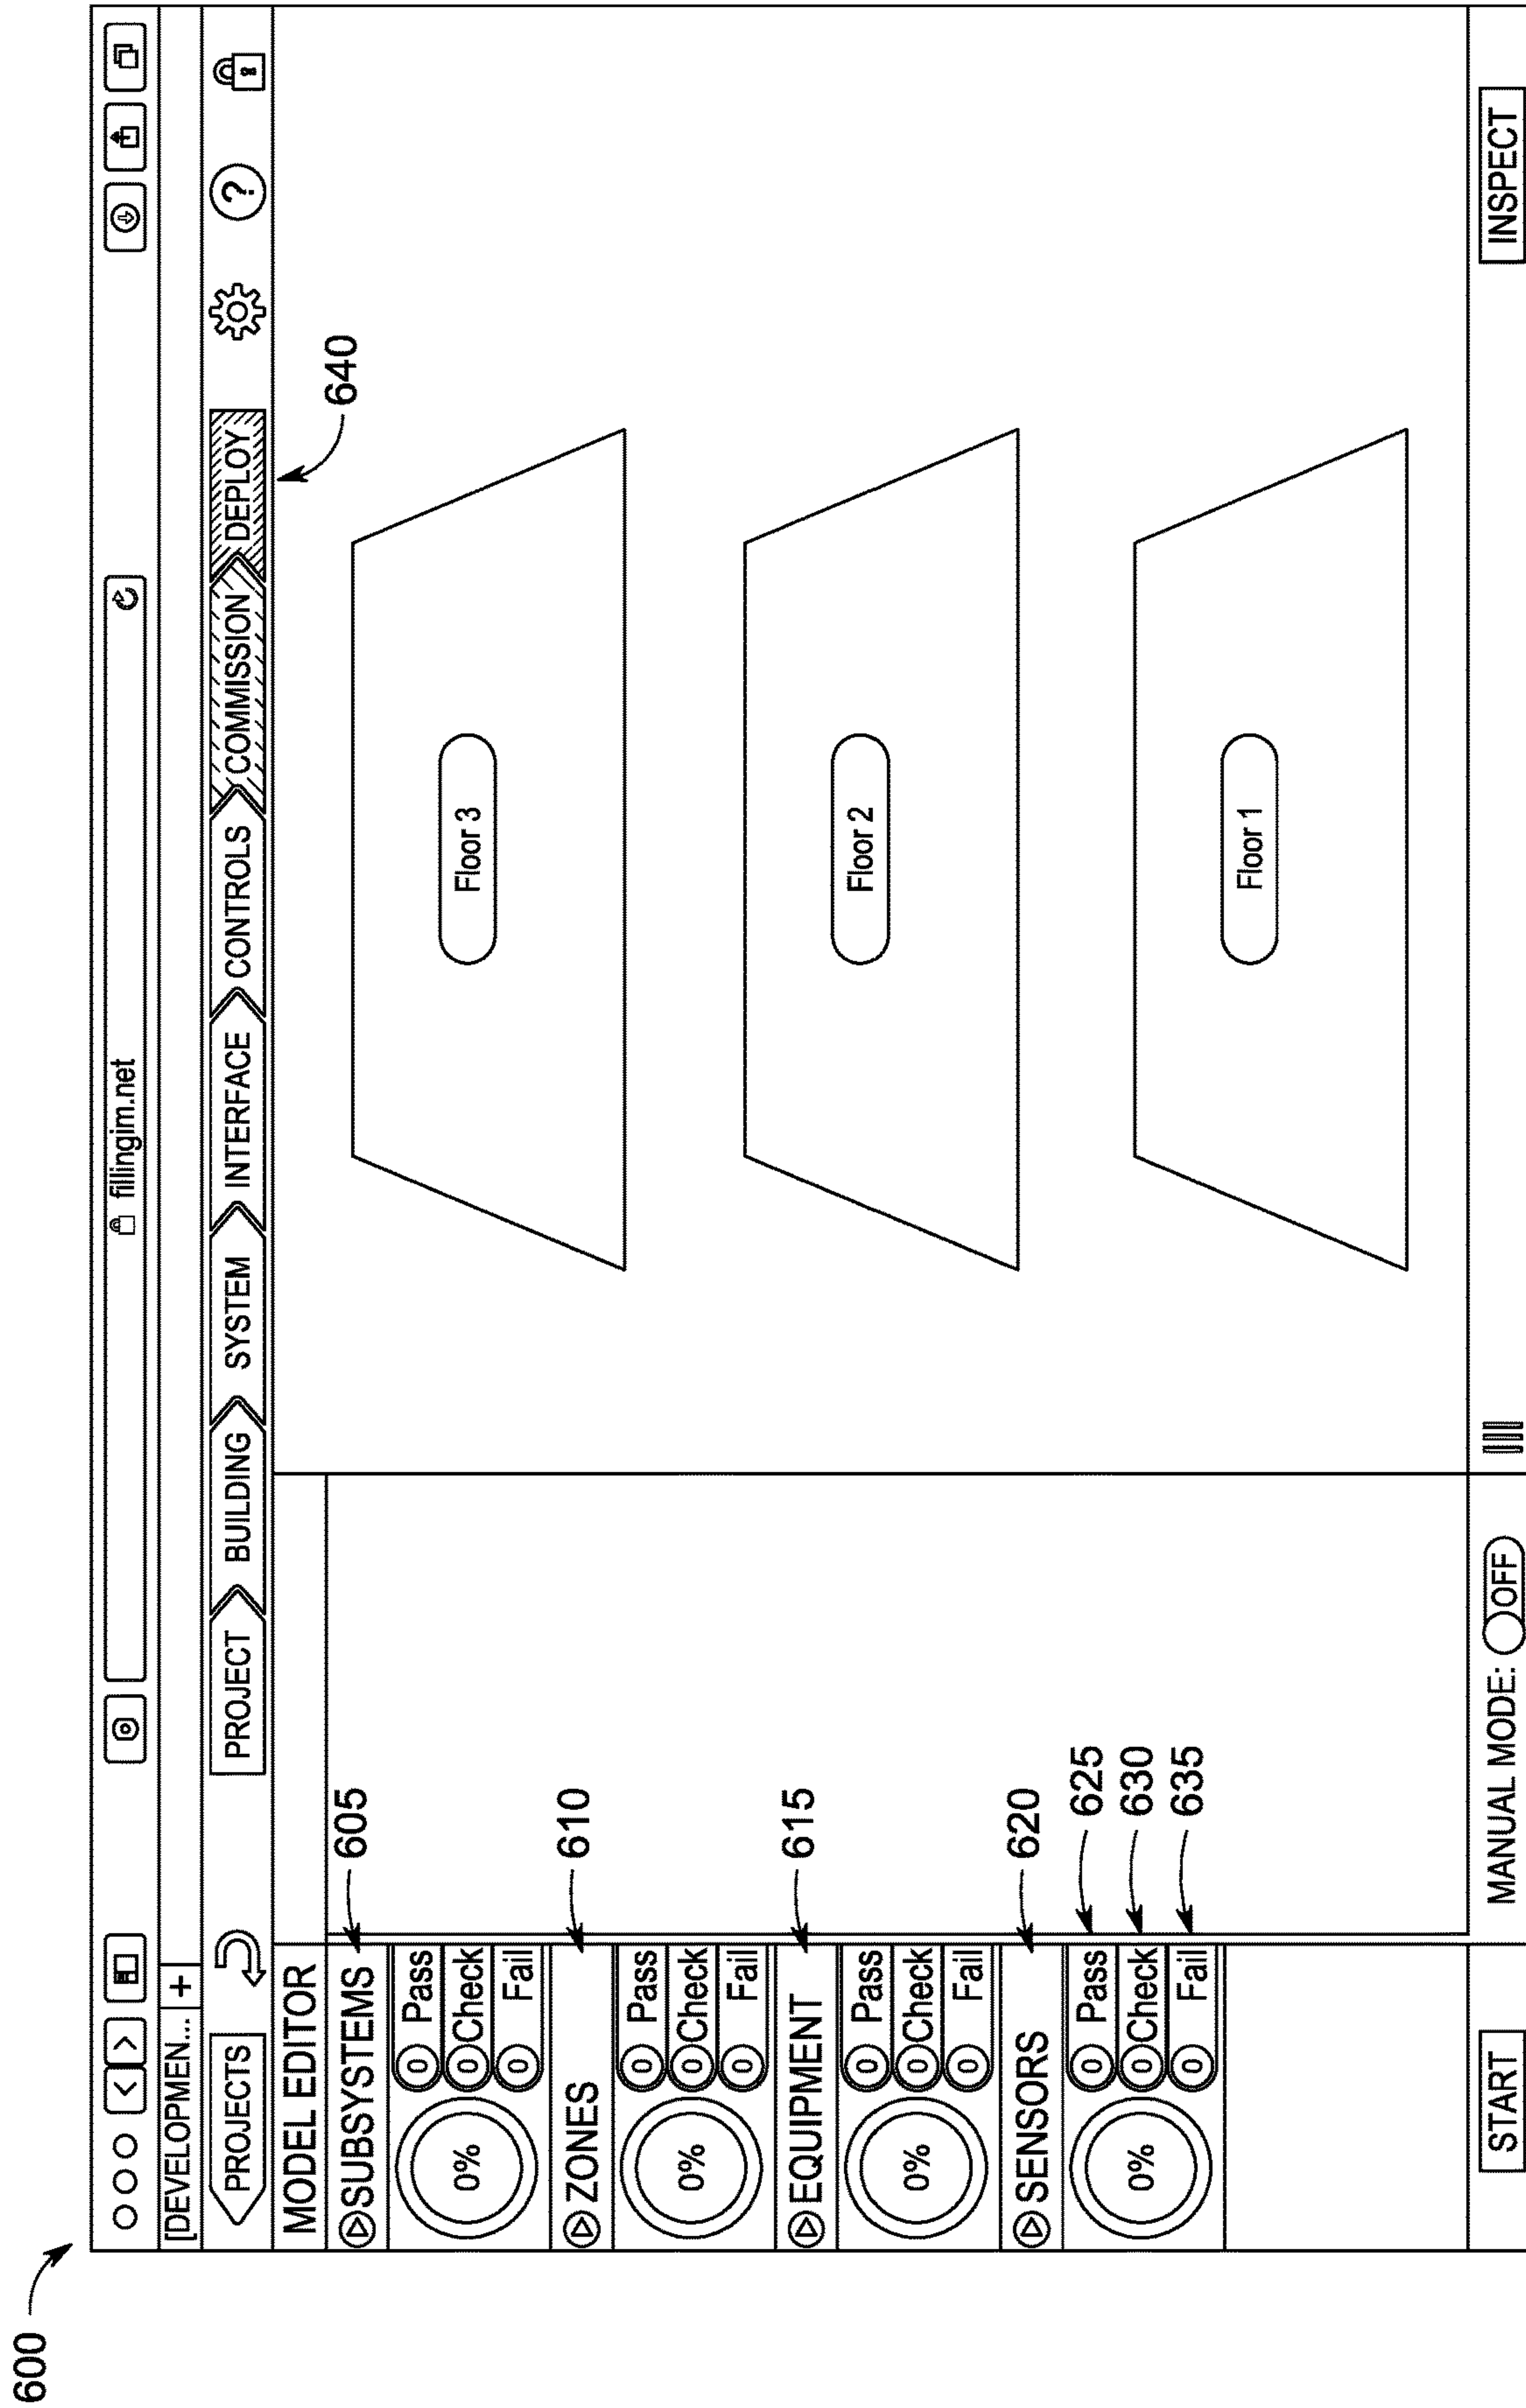 600
fillingim.net
[DEVELOPMEN... +
PROJECTS PROJECT BUILDING SYSTEM INTERFACE CONTROLS COMMISSION DEPLOY ?
640
MODEL EDITOR
SUBSYSTEMS 605
0% 0 Pass
0 Check
0 Fail
ZONES 610
0% 0 Pass
0 Check
0 Fail
EQUIPMENT 615
0% 0 Pass
0 Check
0 Fail
SENSORS 620
0% 0 Pass 625
0 Check 630
0 Fail 635
Floor 3
Floor 2
Floor 1
START MANUAL MODE: OFF INSPECT